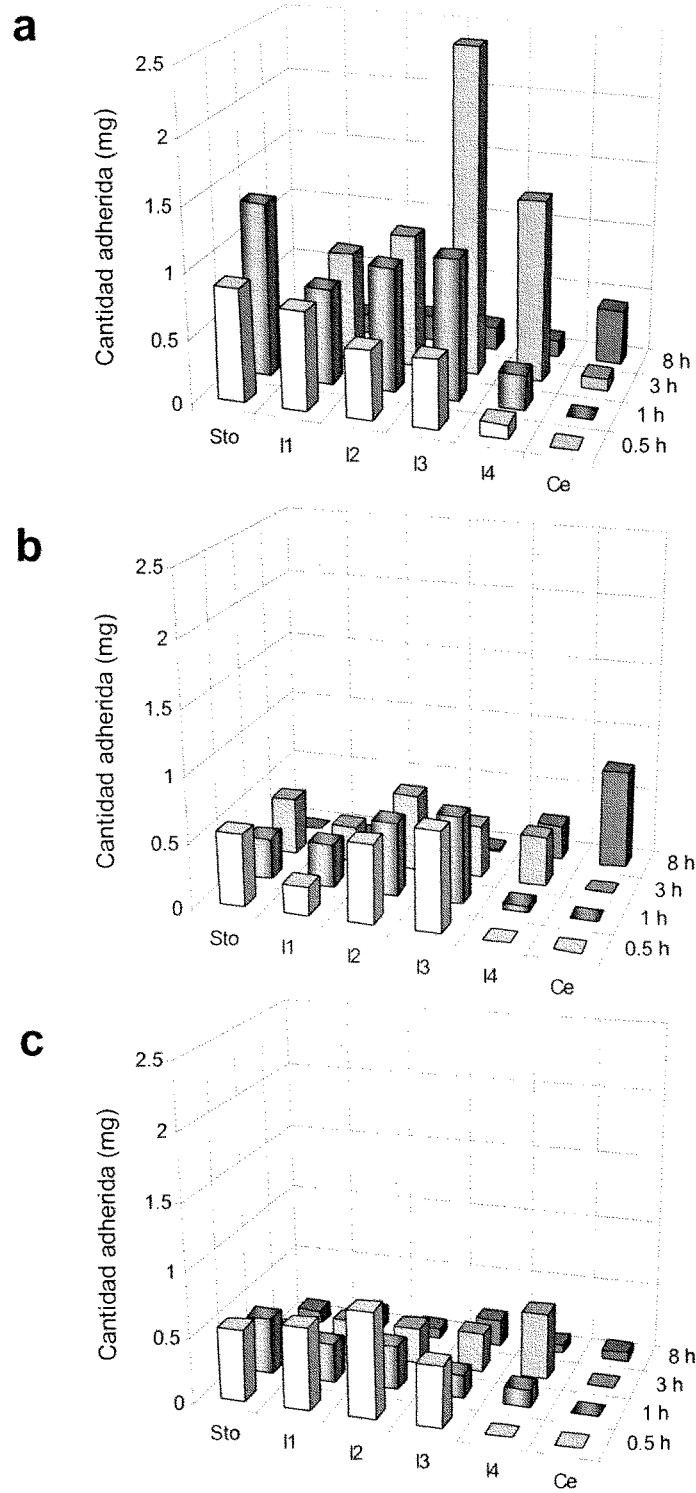 a
Cantidad adherida (mg)
2.5
2
1.5
1
0.5
0
Sto
I1
I2
I3
I4
Ce
8 h
3 h
1 h
0.5 h
b
Cantidad adherida (mg)
2.5
2
1.5
1
0.5
0
Sto
I1
I2
I3
I4
Ce
8 h
3 h
1 h
0.5 h
c
Cantidad adherida (mg)
2.5
2
1.5
1
0.5
0
Sto
I1
I2
I3
I4
Ce
8 h
3 h
1 h
0.5 h